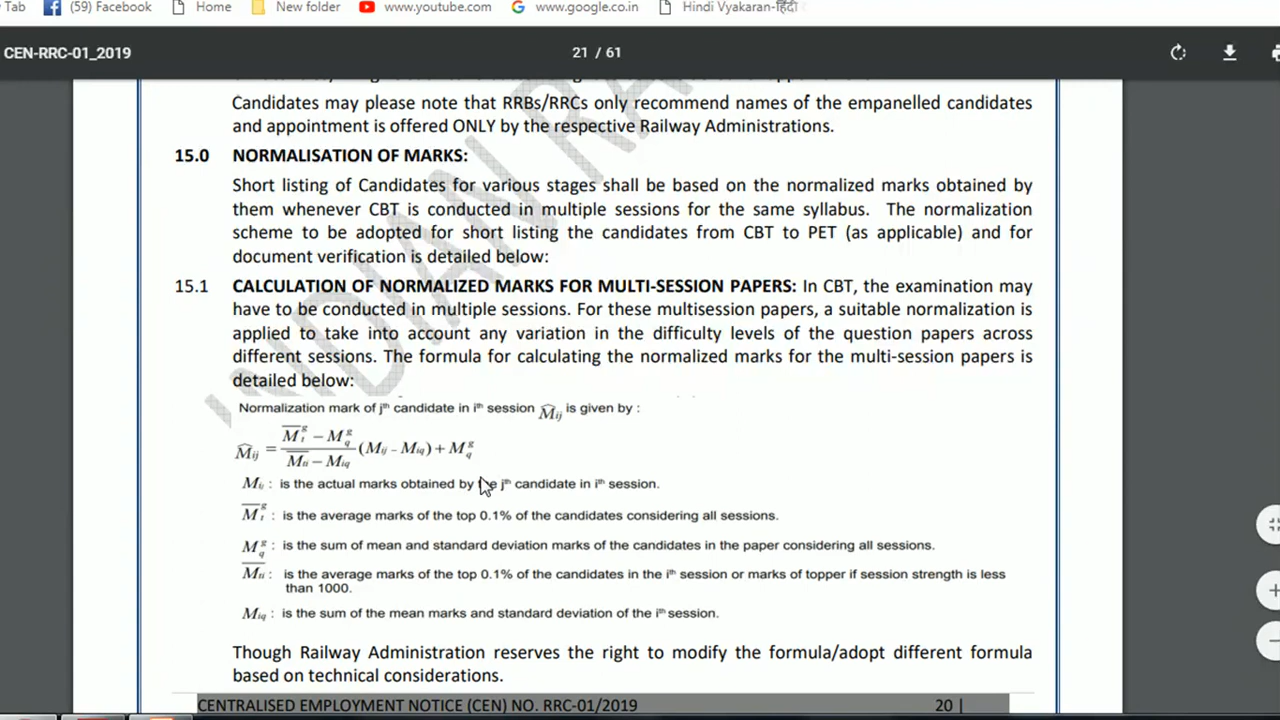 Tab (59) Facebook Home New folder www.youtube.com www.google.co.in Hindi Vyakaran-हिंदी
CEN-RRC-01_2019 21 / 61
Candidates may please note that RRBs/RRCs only recommend names of the empanelled candidates
and appointment is offered ONLY by the respective Railway Administrations.
15.0 NORMALISATION OF MARKS:
Short listing of Candidates for various stages shall be based on the normalized marks obtained by
them whenever CBT is conducted in multiple sessions for the same syllabus. The normalization
scheme to be adopted for short listing the candidates from CBT to PET (as applicable) and for
document verification is detailed below:
15.1 CALCULATION OF NORMALIZED MARKS FOR MULTI-SESSION PAPERS: In CBT, the examination may
have to be conducted in multiple sessions. For these multisession papers, a suitable normalization is
applied to take into account any variation in the difficulty levels of the question papers across
different sessions. The formula for calculating the normalized marks for the multi-session papers is
detailed below:
Normalization mark of jᵗʰ candidate in iᵗʰ session M̂ij is given by :
M̂ij = (M̄ᵍt − Mᵍq) / (M̄ti − Miq) (Mij − Miq) + Mᵍq
Mij : is the actual marks obtained by the jᵗʰ candidate in iᵗʰ session.
M̄ᵍt : is the average marks of the top 0.1% of the candidates considering all sessions.
Mᵍq : is the sum of mean and standard deviation marks of the candidates in the paper considering all sessions.
M̄ti : is the average marks of the top 0.1% of the candidates in the iᵗʰ session or marks of topper if session strength is less
than 1000.
Miq : is the sum of the mean marks and standard deviation of the iᵗʰ session.
Though Railway Administration reserves the right to modify the formula/adopt different formula
based on technical considerations.
CENTRALISED EMPLOYMENT NOTICE (CEN) NO. RRC-01/2019 20 |
INDIAN RA